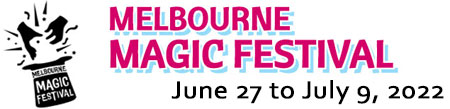 MELBOURNE
MAGIC
FESTIVAL
MELBOURNE
MAGIC FESTIVAL
June 27 to July 9, 2022